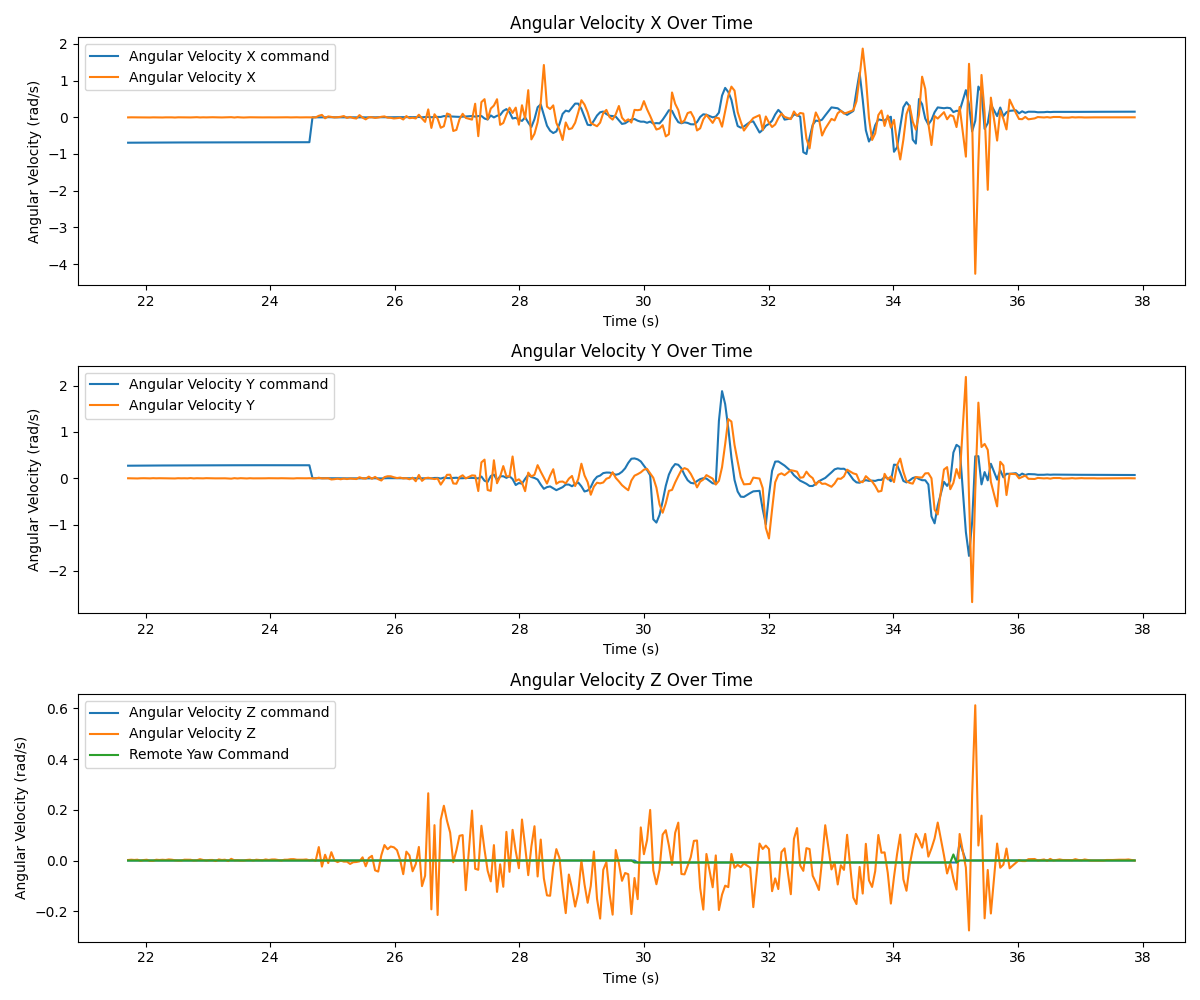 Angular Velocity X Over Time
Angular Velocity X command
Angular Velocity X
Angular Velocity (rad/s)
2
1
0
−1
−2
−3
−4
22 24 26 28 30 32 34 36 38
Time (s)
Angular Velocity Y Over Time
Angular Velocity Y command
Angular Velocity Y
Angular Velocity (rad/s)
2
1
0
−1
−2
22 24 26 28 30 32 34 36 38
Time (s)
Angular Velocity Z Over Time
Angular Velocity Z command
Angular Velocity Z
Remote Yaw Command
Angular Velocity (rad/s)
0.6
0.4
0.2
0.0
−0.2
22 24 26 28 30 32 34 36 38
Time (s)